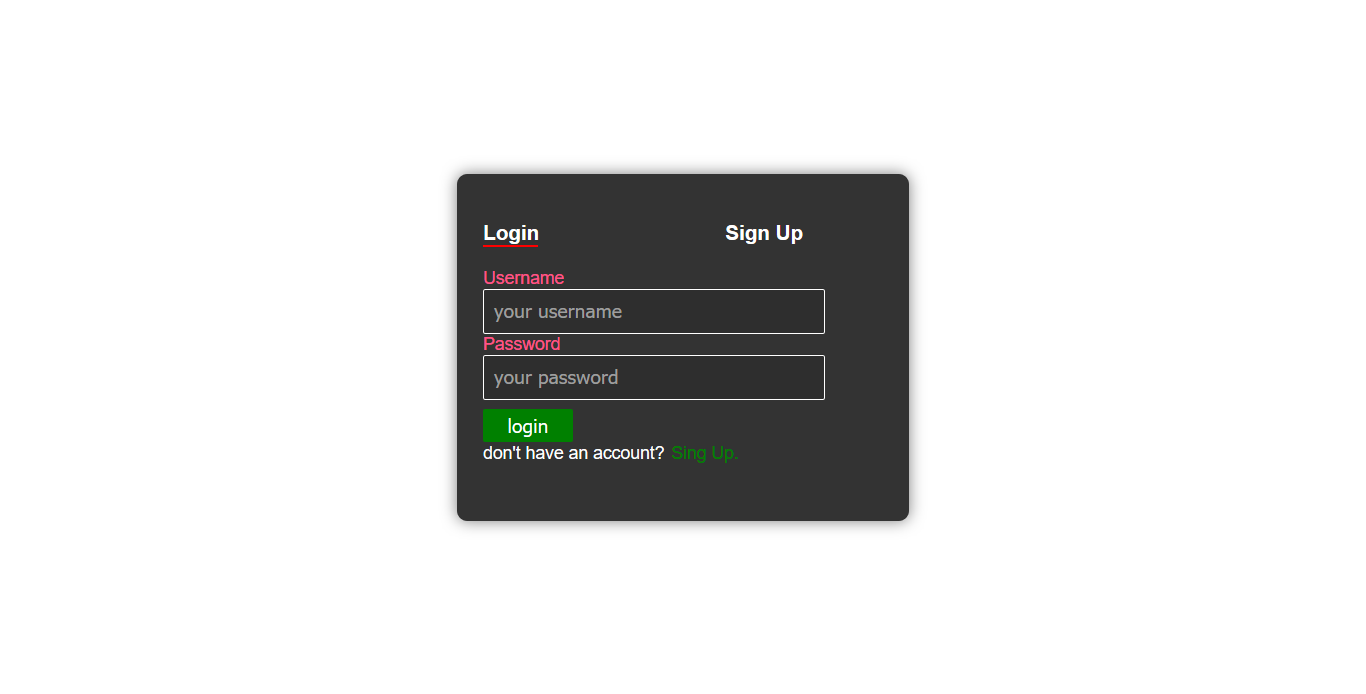 Login Sign Up
Username
your username
Password
your password
login
don't have an account? Sing Up.